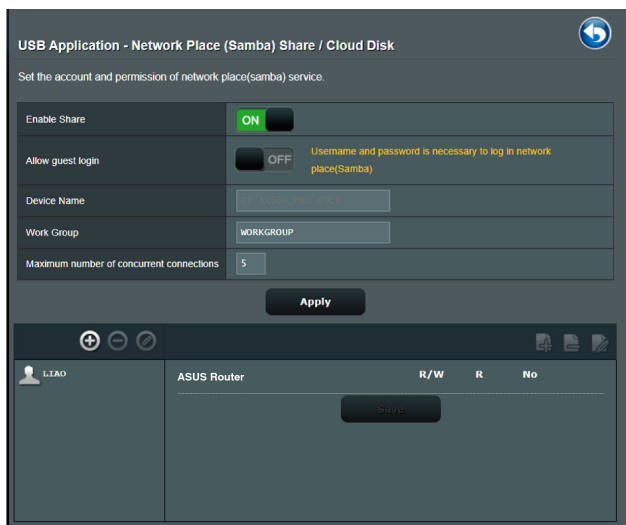 USB Application - Network Place (Samba) Share / Cloud Disk
Set the account and permission of network place(samba) service.
Enable Share
ON
Allow guest login
OFF
Username and password is necessary to log in network
place(Samba)
Device Name
Work Group
WORKGROUP
Maximum number of concurrent connections
5
Apply
LIAO
ASUS Router
R/W R No
Save